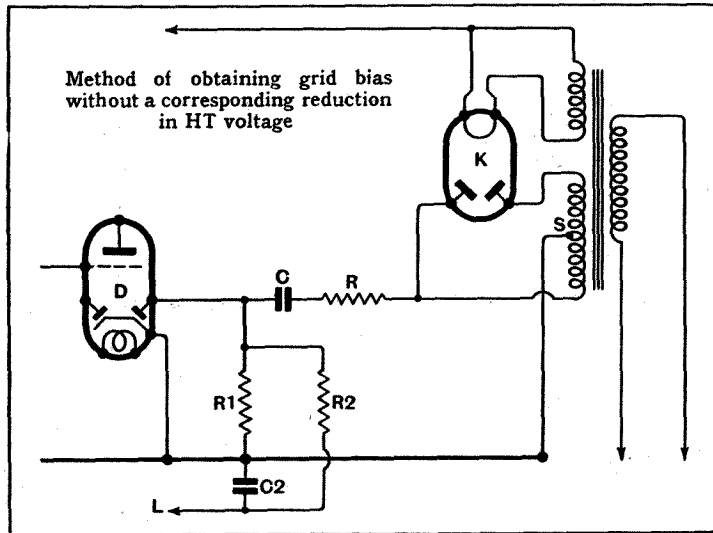 Method of obtaining grid bias
without a corresponding reduction
in HT voltage
K
S
D
C
R
R1
R2
C2
L